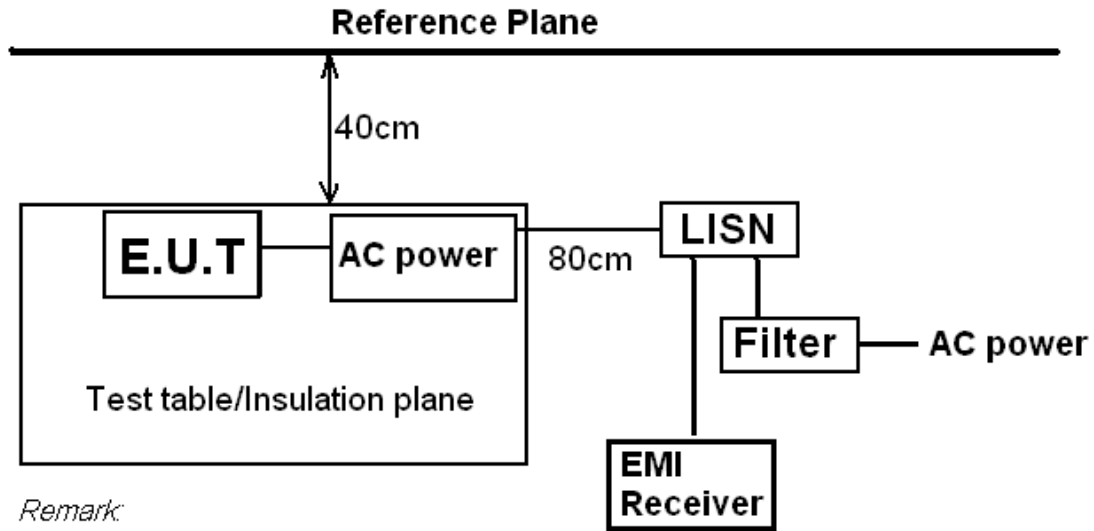 Reference Plane
40cm
E.U.T
AC power
80cm
LISN
Filter
AC power
Test table/Insulation plane
EMI
Receiver
Remark: